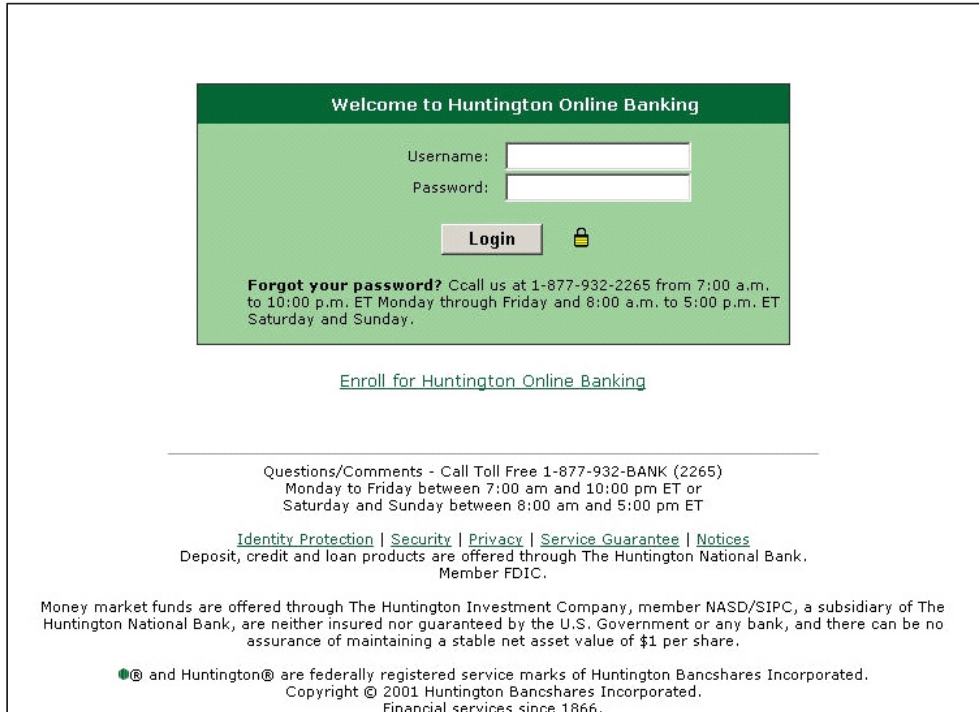 Welcome to Huntington Online Banking
Username:
Password:
Login
Forgot your password? Ccall us at 1-877-932-2265 from 7:00 a.m.
to 10:00 p.m. ET Monday through Friday and 8:00 a.m. to 5:00 p.m. ET
Saturday and Sunday.
Enroll for Huntington Online Banking
Questions/Comments - Call Toll Free 1-877-932-BANK (2265)
Monday to Friday between 7:00 am and 10:00 pm ET or
Saturday and Sunday between 8:00 am and 5:00 pm ET
Identity Protection | Security | Privacy | Service Guarantee | Notices
Deposit, credit and loan products are offered through The Huntington National Bank.
Member FDIC.
Money market funds are offered through The Huntington Investment Company, member NASD/SIPC, a subsidiary of The
Huntington National Bank, are neither insured nor guaranteed by the U.S. Government or any bank, and there can be no
assurance of maintaining a stable net asset value of $1 per share.
® and Huntington® are federally registered service marks of Huntington Bancshares Incorporated.
Copyright © 2001 Huntington Bancshares Incorporated.
Financial services since 1866.